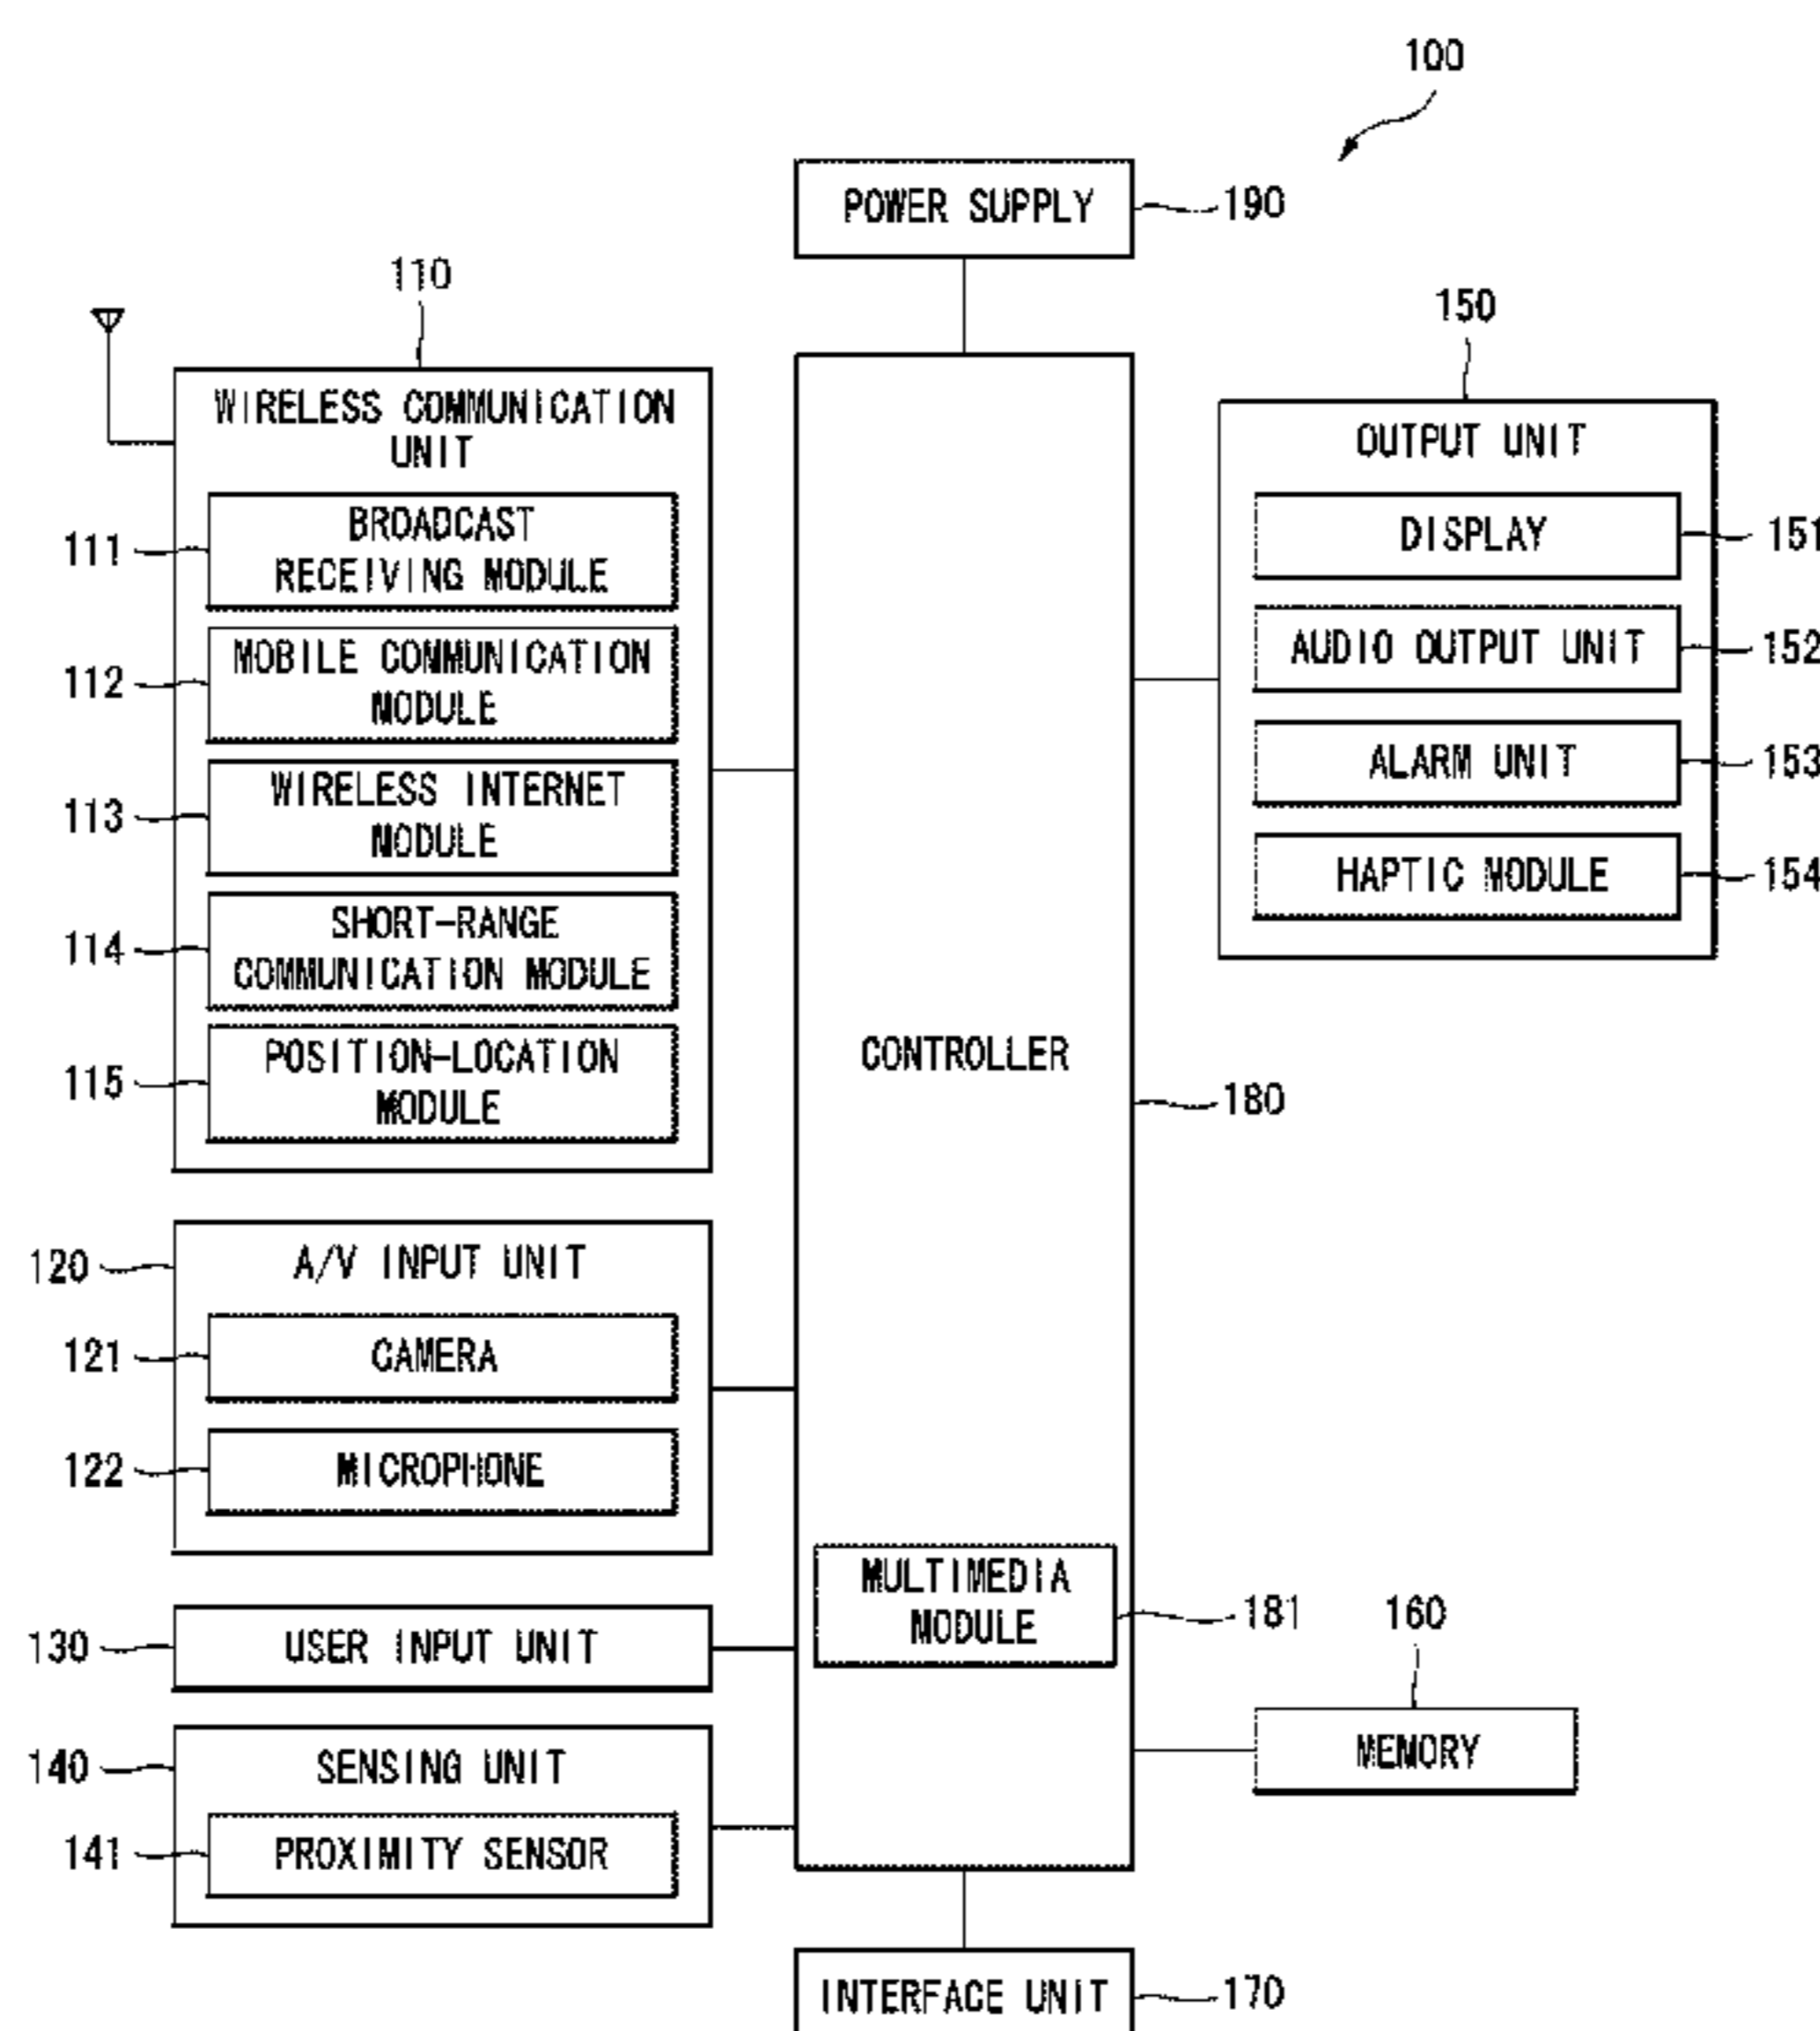 100
POWER SUPPLY
190
110
150
WIRELESS COMMUNICATION
UNIT
111
BROADCAST
RECEIVING MODULE
112
MOBILE COMMUNICATION
MODULE
113
WIRELESS INTERNET
MODULE
114
SHORT-RANGE
COMMUNICATION MODULE
115
POSITION-LOCATION
MODULE
OUTPUT UNIT
DISPLAY
151
AUDIO OUTPUT UNIT
152
ALARM UNIT
153
HAPTIC MODULE
154
CONTROLLER
180
120
A/V INPUT UNIT
121
CAMERA
122
MICROPHONE
MULTIMEDIA
MODULE
181
160
130
USER INPUT UNIT
MEMORY
140
SENSING UNIT
141
PROXIMITY SENSOR
INTERFACE UNIT
170